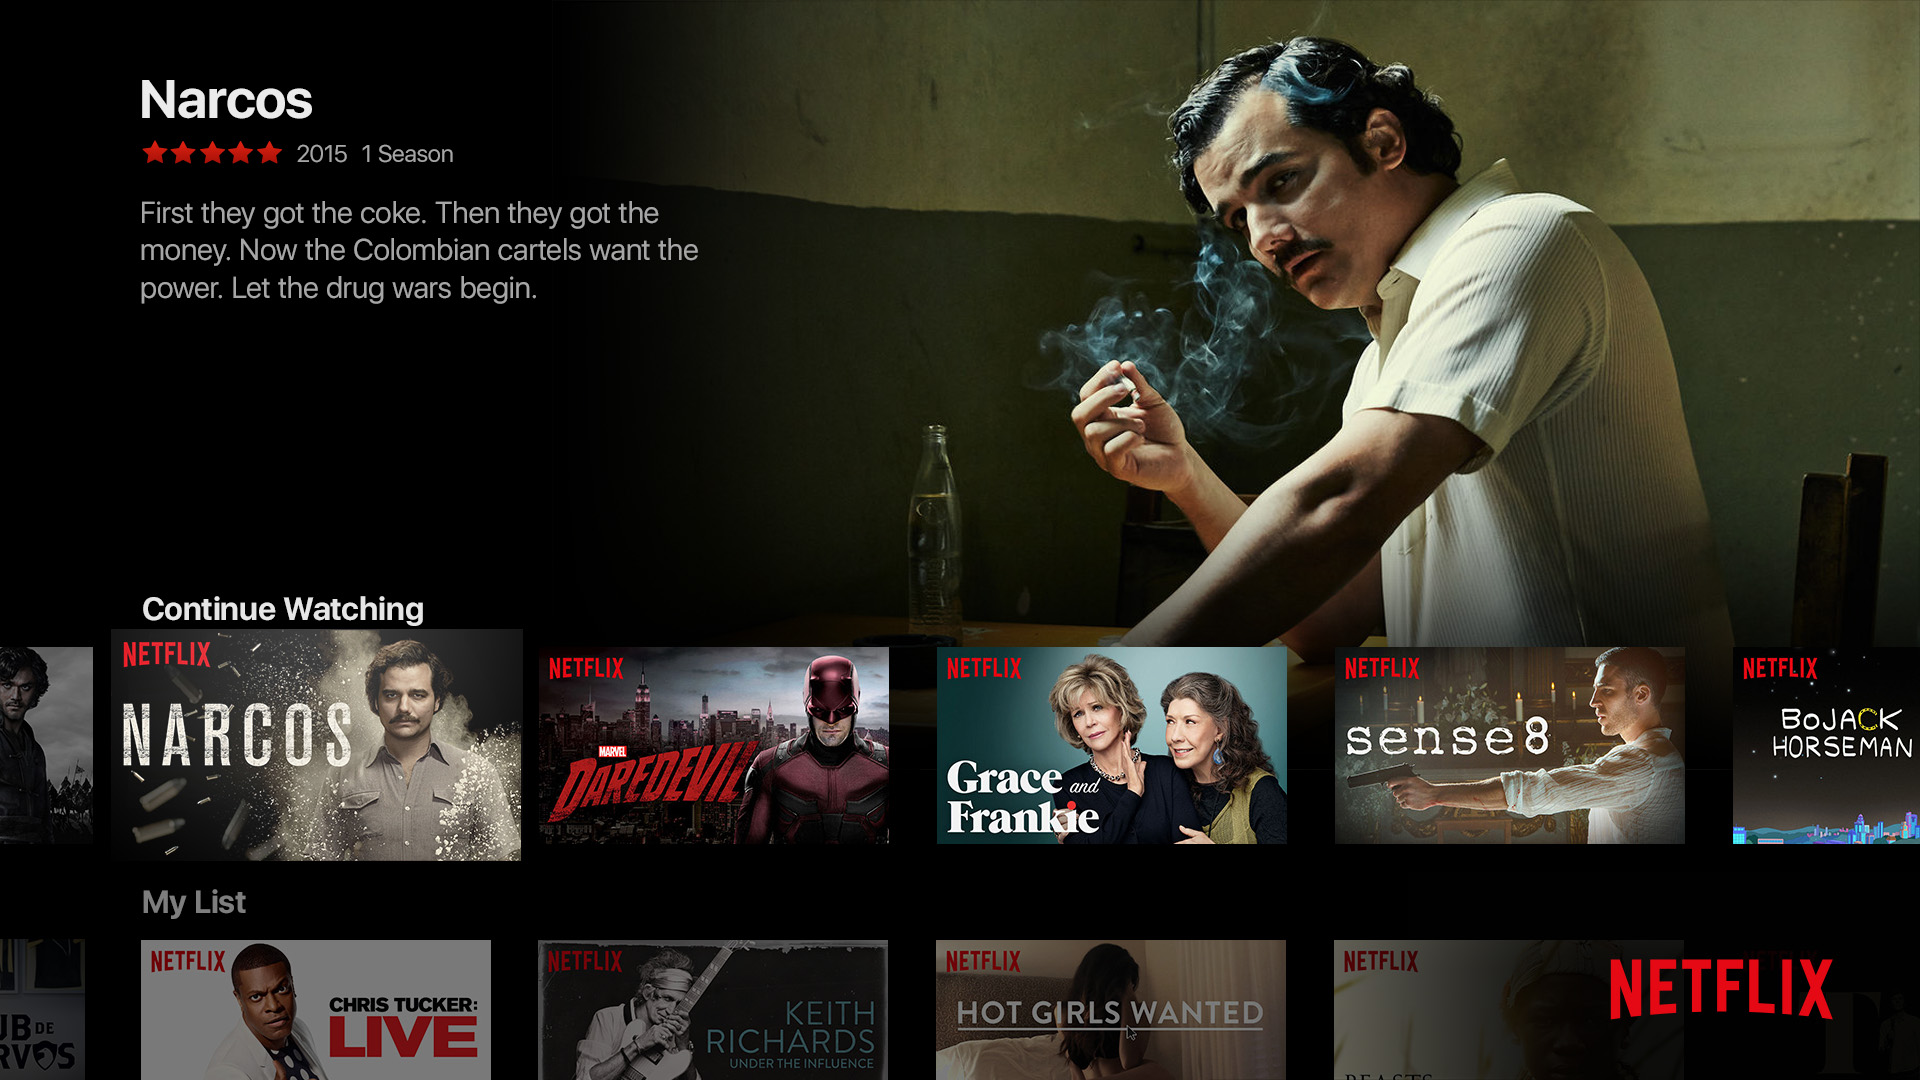 Narcos
2015 1 Season
First they got the coke. Then they got the
money. Now the Colombian cartels want the
power. Let the drug wars begin.
Continue Watching
NETFLIX
NARCOS
NETFLIX
MARVEL
DAREDEVIL
NETFLIX
Grace and
Frankie
NETFLIX
sense8
NETFLIX
BOJACK
HORSEMAN
My List
UB DE
RVOS
NETFLIX
CHRIS TUCKER:
LIVE
NETFLIX
KEITH
RICHARDS
UNDER THE INFLUENCE
NETFLIX
HOT GIRLS WANTED
NETFLIX
NETFLIX